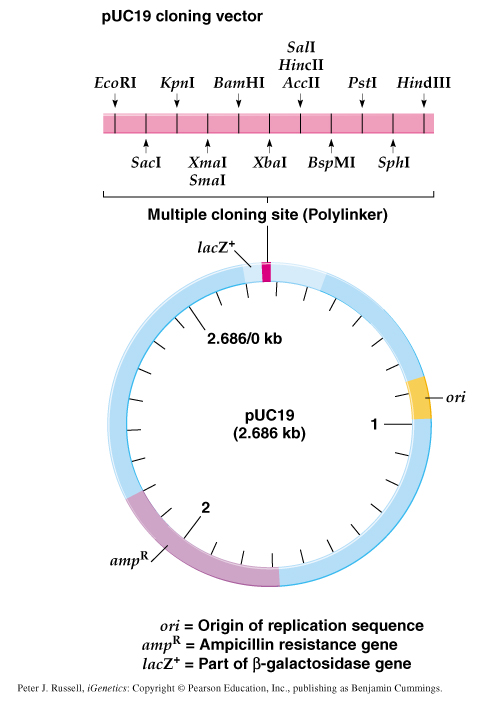 pUC19 cloning vector
SalI
HincII
EcoRI KpnI BamHI AccII PstI HindIII
SacI XmaI XbaI BspMI SphI
SmaI
Multiple cloning site (Polylinker)
lacZ+
2.686/0 kb
ori
pUC19
(2.686 kb)
1
2
ampR
ori = Origin of replication sequence
ampR = Ampicillin resistance gene
lacZ+ = Part of β-galactosidase gene
Peter J. Russell, iGenetics: Copyright © Pearson Education, Inc., publishing as Benjamin Cummings.